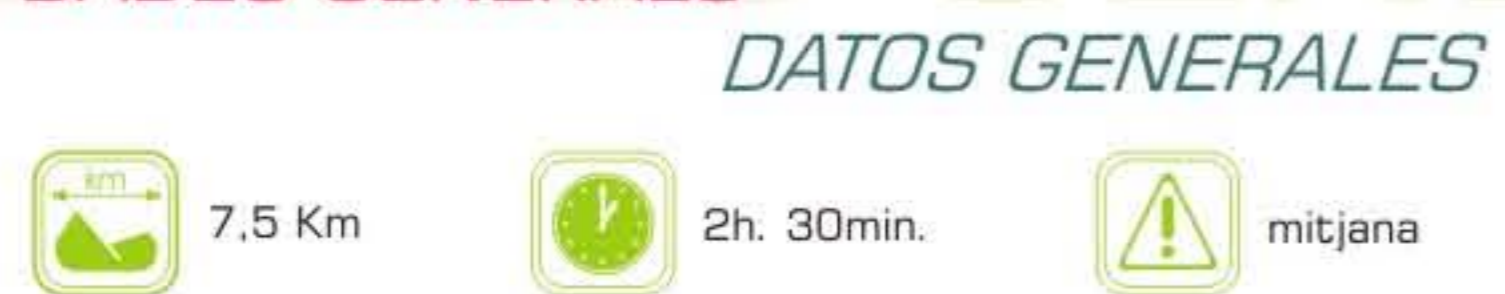 DATOS GENERALES
km
7,5 Km
2h. 30min.
mitjana